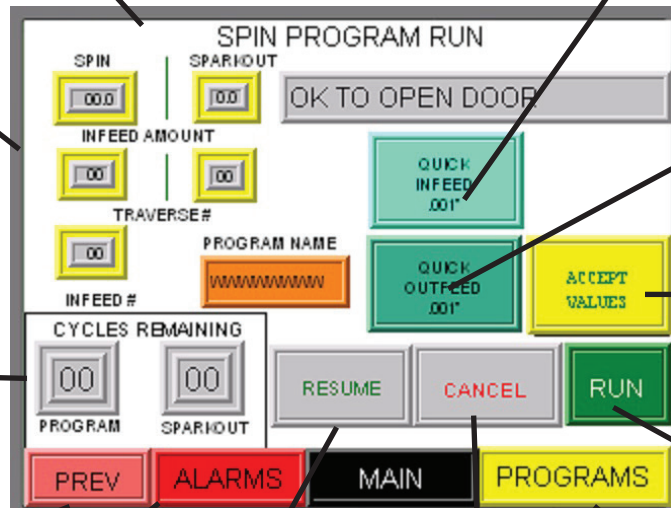 SPIN PROGRAM RUN
SPIN
SPARKOUT
00.0
0.0
OK TO OPEN DOOR
INFEED AMOUNT
00
00
TRAVERSE#
QUICK
INFEED
.001"
00
INFEED #
PROGRAM NAME
WWWWWWWWWW
QUICK
OUTFEED
.001"
ACCEPT
VALUES
CYCLES REMAINING
00
00
PROGRAM
SPARKOUT
RESUME
CANCEL
RUN
PREV
ALARMS
MAIN
PROGRAMS